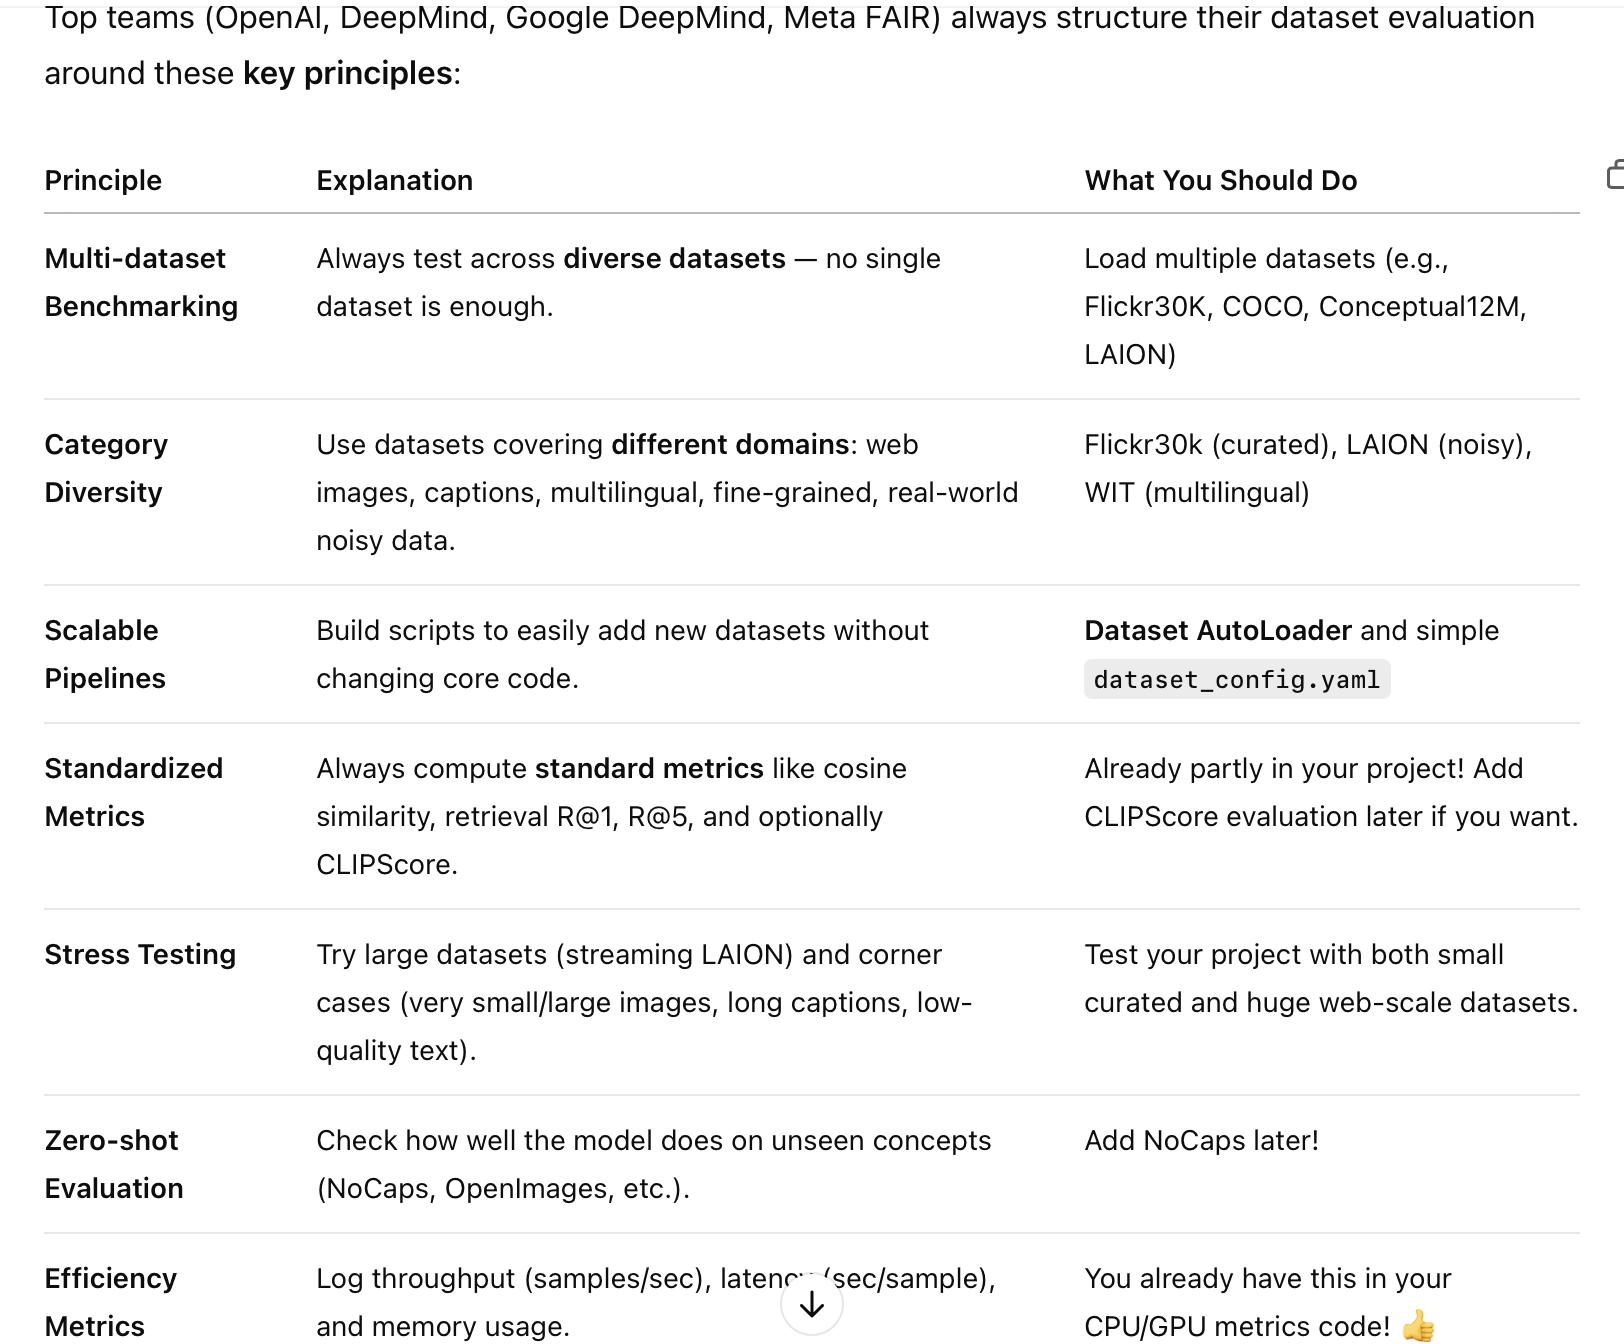 Top teams (OpenAI, DeepMind, Google DeepMind, Meta FAIR) always structure their dataset evaluation
around these key principles:
Principle Explanation What You Should Do
Multi-dataset
Benchmarking
Always test across diverse datasets — no single
dataset is enough.
Load multiple datasets (e.g.,
Flickr30K, COCO, Conceptual12M,
LAION)
Category
Diversity
Use datasets covering different domains: web
images, captions, multilingual, fine-grained, real-world
noisy data.
Flickr30k (curated), LAION (noisy),
WIT (multilingual)
Scalable
Pipelines
Build scripts to easily add new datasets without
changing core code.
Dataset AutoLoader and simple
dataset_config.yaml
Standardized
Metrics
Always compute standard metrics like cosine
similarity, retrieval R@1, R@5, and optionally
CLIPScore.
Already partly in your project! Add
CLIPScore evaluation later if you want.
Stress Testing
Try large datasets (streaming LAION) and corner
cases (very small/large images, long captions, low-
quality text).
Test your project with both small
curated and huge web-scale datasets.
Zero-shot
Evaluation
Check how well the model does on unseen concepts
(NoCaps, OpenImages, etc.).
Add NoCaps later!
Efficiency
Metrics
Log throughput (samples/sec), latency (sec/sample),
and memory usage.
You already have this in your
CPU/GPU metrics code! 👍